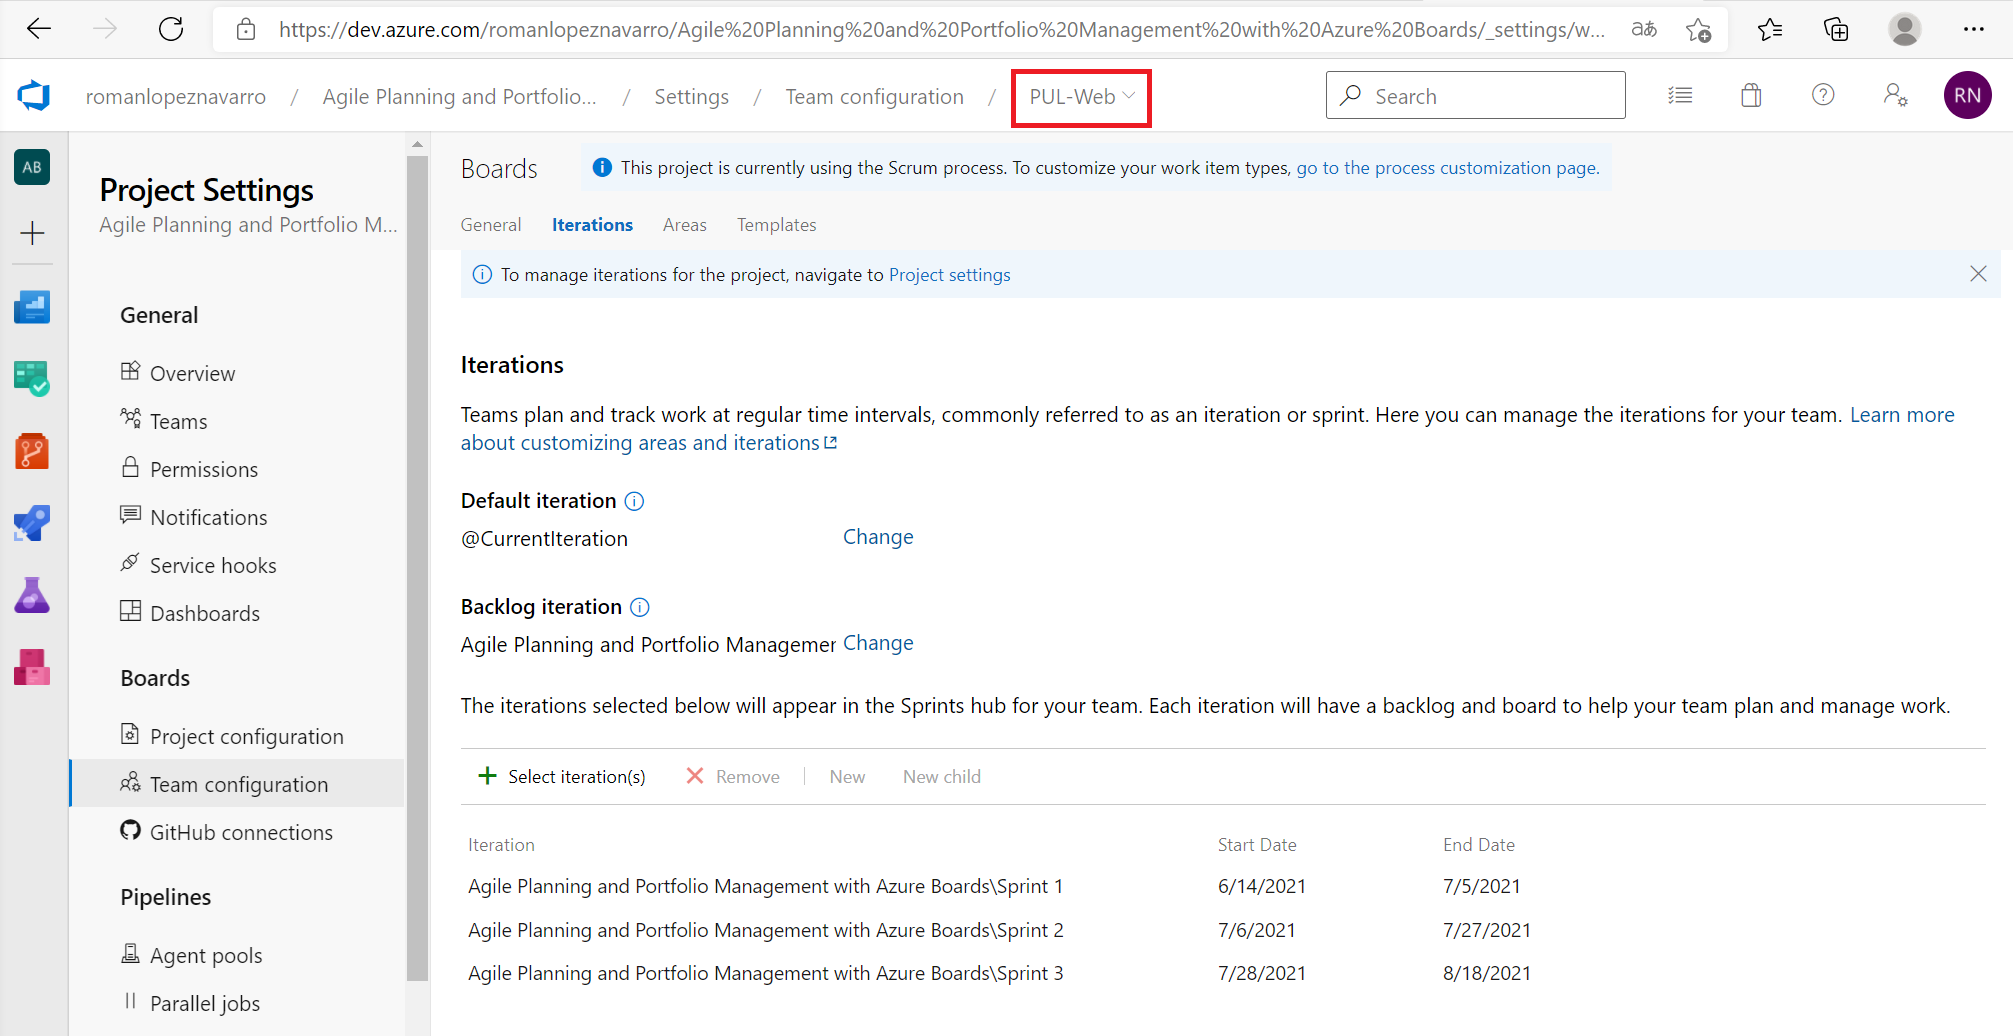 https://dev.azure.com/romanlopeznavarro/Agile%20Planning%20and%20Portfolio%20Management%20with%20Azure%20Boards/_settings/w...
aあ
romanlopeznavarro / Agile Planning and Portfolio... / Settings / Team configuration / PUL-Web
Search
RN
AB
Project Settings
Agile Planning and Portfolio M...
General
Overview
Teams
Permissions
Notifications
Service hooks
Dashboards
Boards
Project configuration
Team configuration
GitHub connections
Pipelines
Agent pools
Parallel jobs
Boards
This project is currently using the Scrum process. To customize your work item types, go to the process customization page.
General Iterations Areas Templates
To manage iterations for the project, navigate to Project settings
Iterations
Teams plan and track work at regular time intervals, commonly referred to as an iteration or sprint. Here you can manage the iterations for your team. Learn more
about customizing areas and iterations
Default iteration
@CurrentIteration Change
Backlog iteration
Agile Planning and Portfolio Managemer Change
The iterations selected below will appear in the Sprints hub for your team. Each iteration will have a backlog and board to help your team plan and manage work.
Select iteration(s) Remove New New child
Iteration Start Date End Date
Agile Planning and Portfolio Management with Azure Boards\Sprint 1 6/14/2021 7/5/2021
Agile Planning and Portfolio Management with Azure Boards\Sprint 2 7/6/2021 7/27/2021
Agile Planning and Portfolio Management with Azure Boards\Sprint 3 7/28/2021 8/18/2021